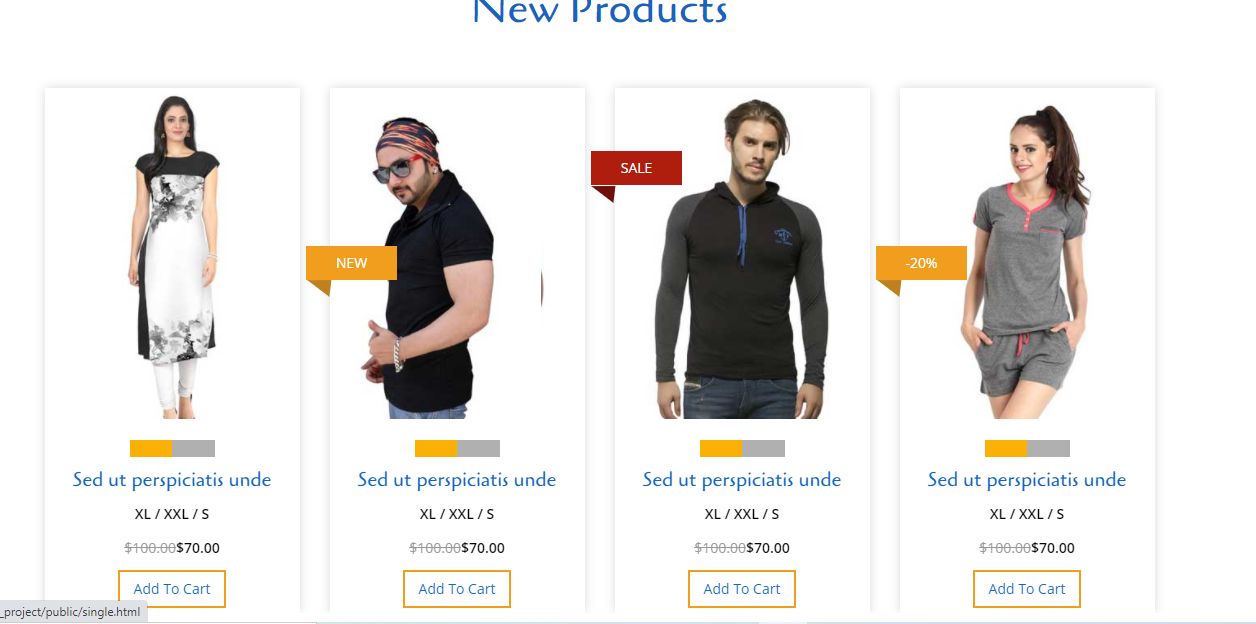 New Products
SALE
NEW
-20%
Sed ut perspiciatis unde
XL / XXL / S
$100.00$70.00
Add To Cart
Sed ut perspiciatis unde
XL / XXL / S
$100.00$70.00
Add To Cart
Sed ut perspiciatis unde
XL / XXL / S
$100.00$70.00
Add To Cart
Sed ut perspiciatis unde
XL / XXL / S
$100.00$70.00
Add To Cart
_project/public/single.html